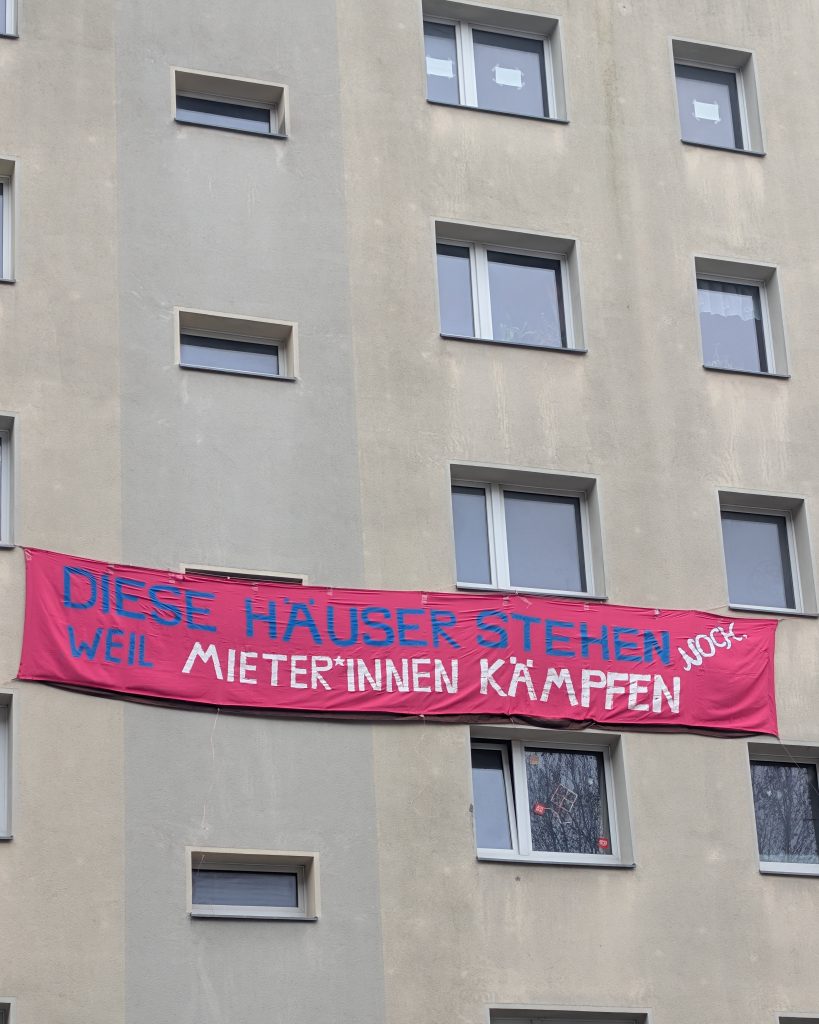 DIESE HÄUSER STEHEN NOCH,
WEIL MIETER*INNEN KÄMPFEN